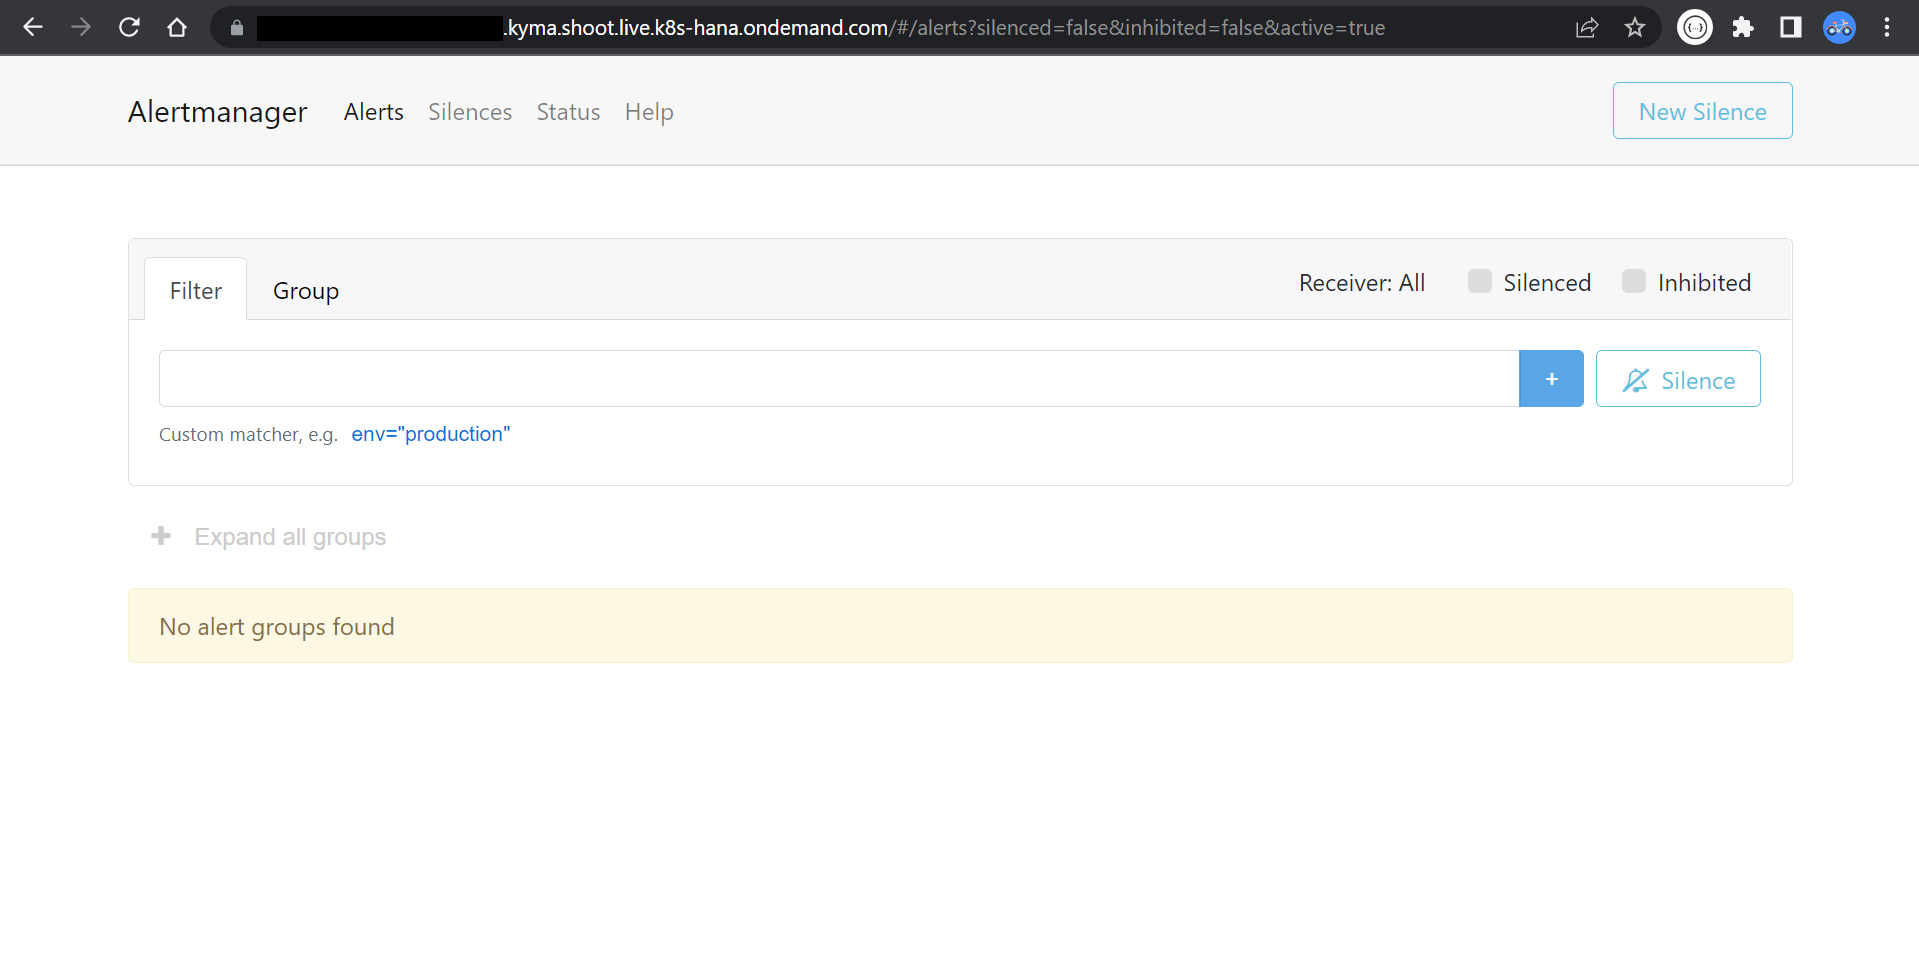 .kyma.shoot.live.k8s-hana.ondemand.com/#/alerts?silenced=false&inhibited=false&active=true
Alertmanager Alerts Silences Status Help New Silence
Filter Group Receiver: All Silenced Inhibited
+ Silence
Custom matcher, e.g. env="production"
+ Expand all groups
No alert groups found